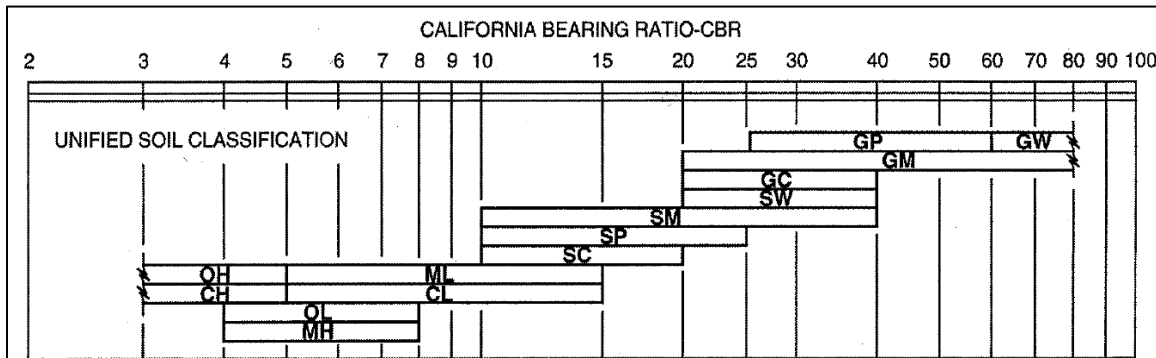 CALIFORNIA BEARING RATIO-CBR
2 3 4 5 6 7 8 9 10 15 20 25 30 40 50 60 70 80 90 100
UNIFIED SOIL CLASSIFICATION
GP GW
GM
GC
SW
SM
SP
SC
OH ML
CH CL
OL
MH